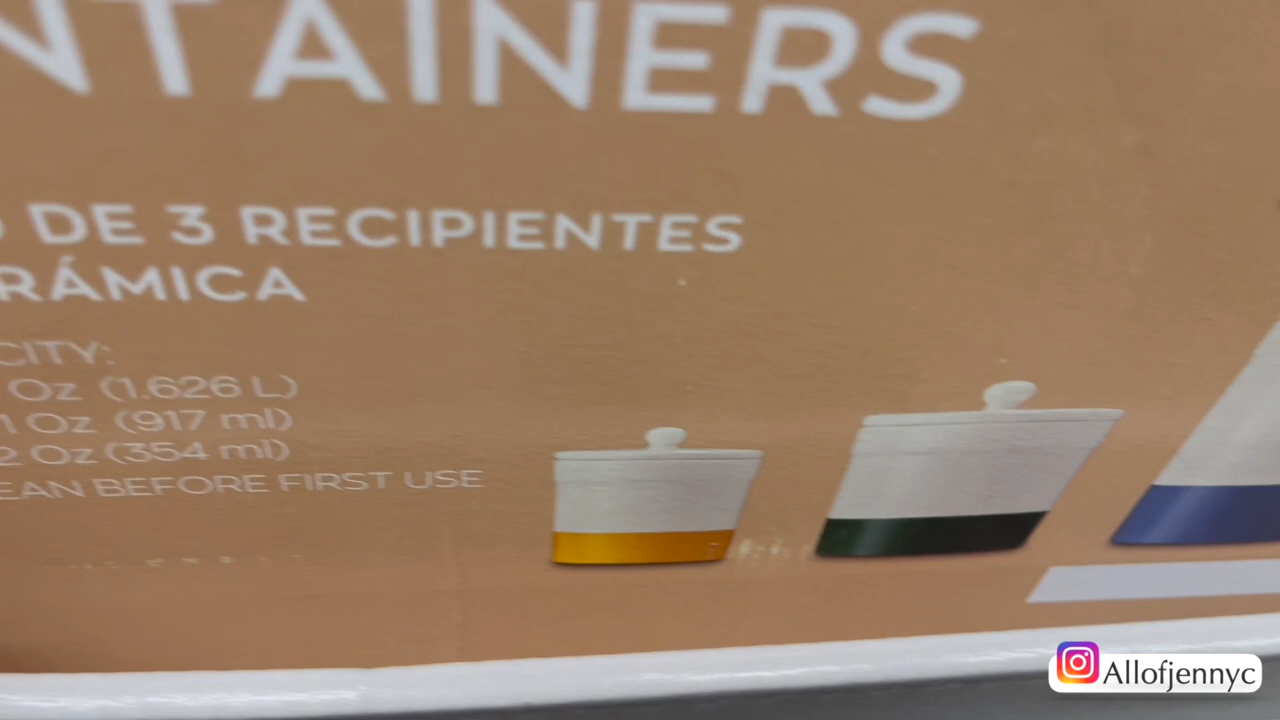 NTAINERS
DE 3 RECIPIENTES
RÁMICA
CITY:
Oz (1.626 L)
1 Oz (917 ml)
2 Oz (354 ml)
EAN BEFORE FIRST USE
Allofjennyc